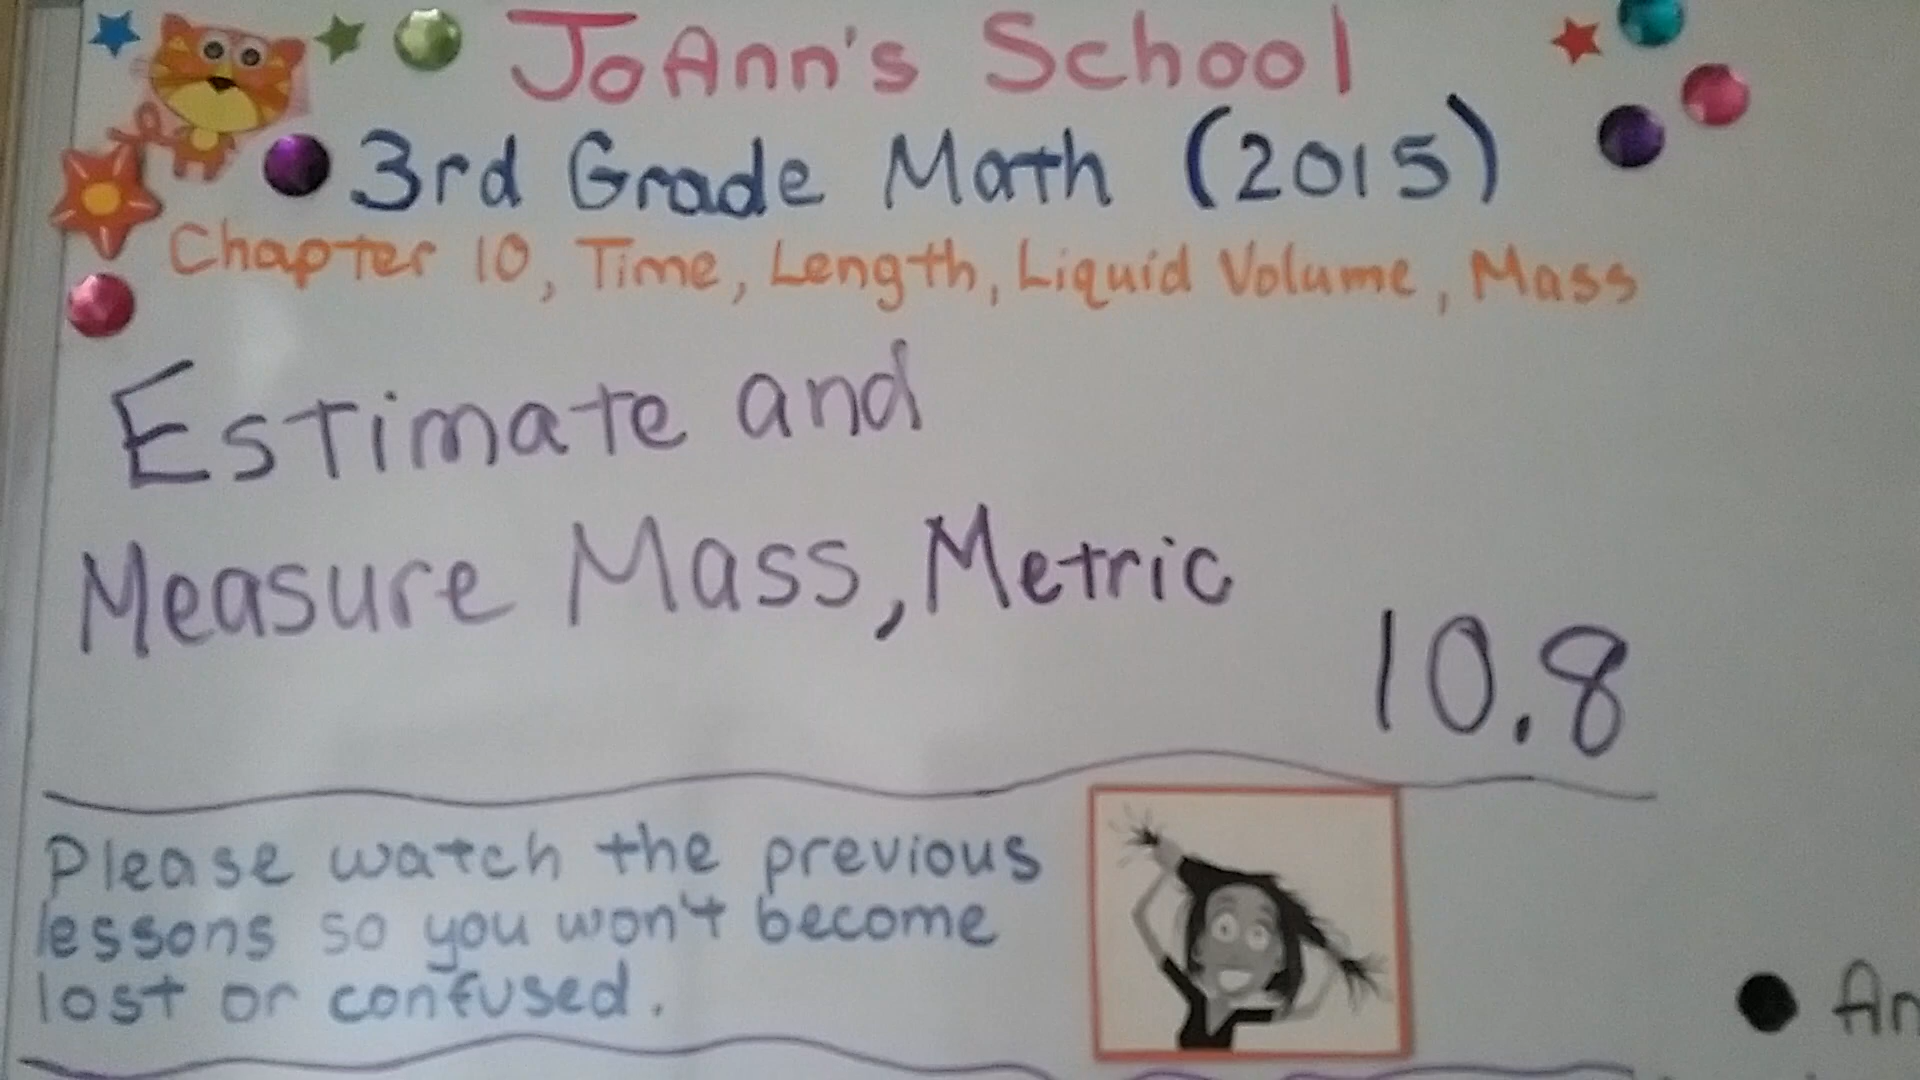 JoAnn's School
3rd Grade Math (2015)
Chapter 10, Time, Length, Liquid Volume, Mass
Estimate and
Measure Mass, Metric
10.8
Please watch the previous
lessons so you won't become
lost or confused.